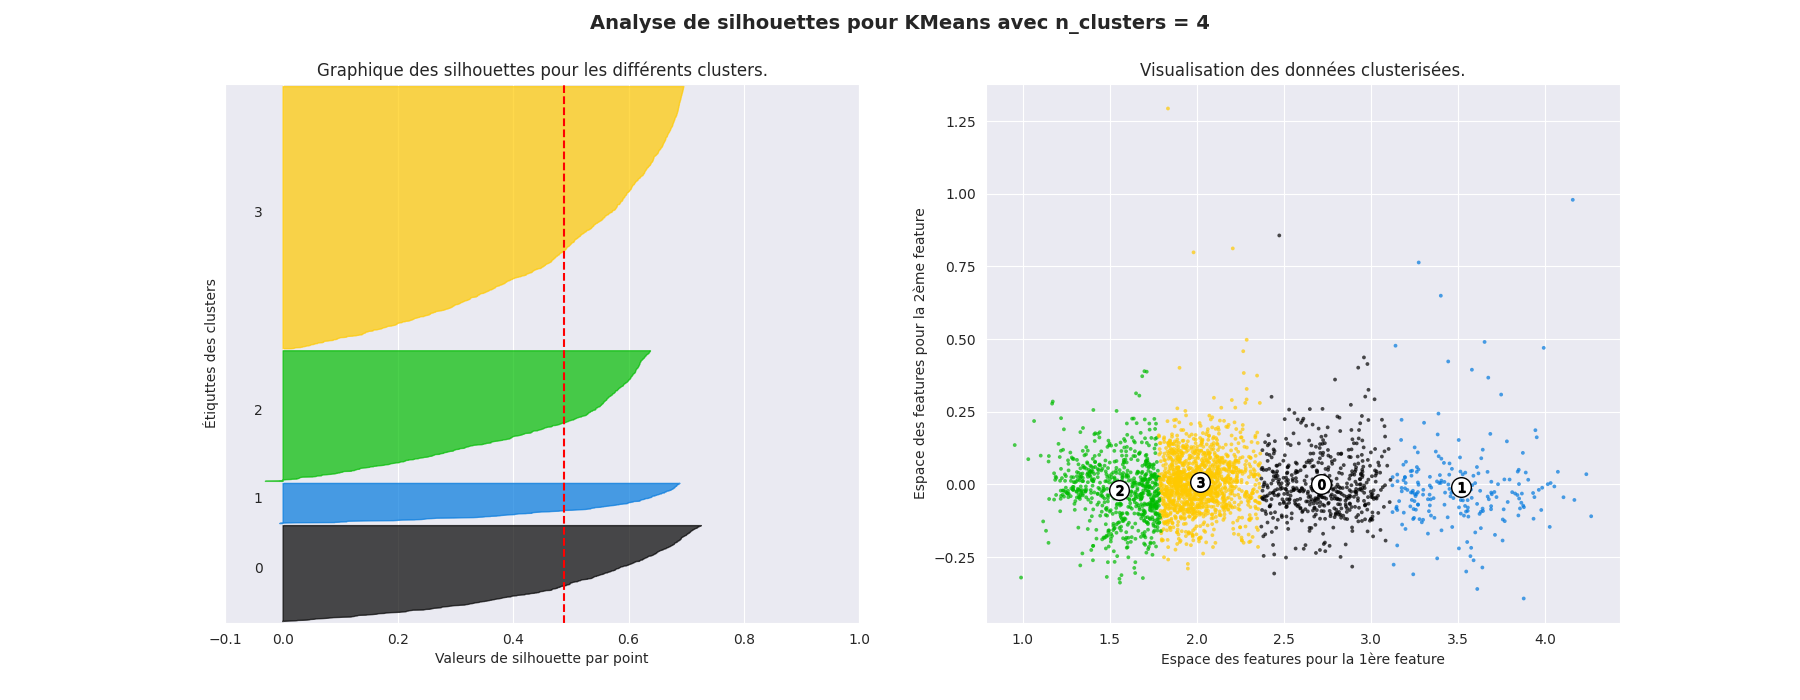 Analyse de silhouettes pour KMeans avec n_clusters = 4
Graphique des silhouettes pour les différents clusters.
3
2
1
0
Étiquttes des clusters
−0.1 0.0 0.2 0.4 0.6 0.8 1.0
Valeurs de silhouette par point
Visualisation des données clusterisées.
1.25
1.00
0.75
0.50
0.25
0.00
−0.25
Espace des features pour la 2ème feature
2 3 0 1
1.0 1.5 2.0 2.5 3.0 3.5 4.0
Espace des features pour la 1ère feature